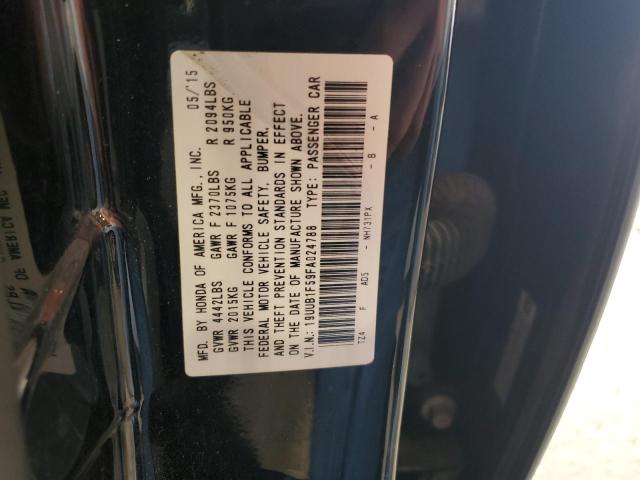 MFD. BY HONDA OF AMERICA MFG., INC. 05/'15
GVWR 4442LBS GAWR F 2370LBS R 2094LBS
GVWR 2015KG GAWR F 1075KG R 950KG
THIS VEHICLE CONFORMS TO ALL APPLICABLE
FEDERAL MOTOR VEHICLE SAFETY, BUMPER,
AND THEFT PREVENTION STANDARDS IN EFFECT
ON THE DATE OF MANUFACTURE SHOWN ABOVE.
V.I.N.: 19UUB1F59FA024788 TYPE: PASSENGER CAR
TZ4 F AD5 - NH731PX - B - A